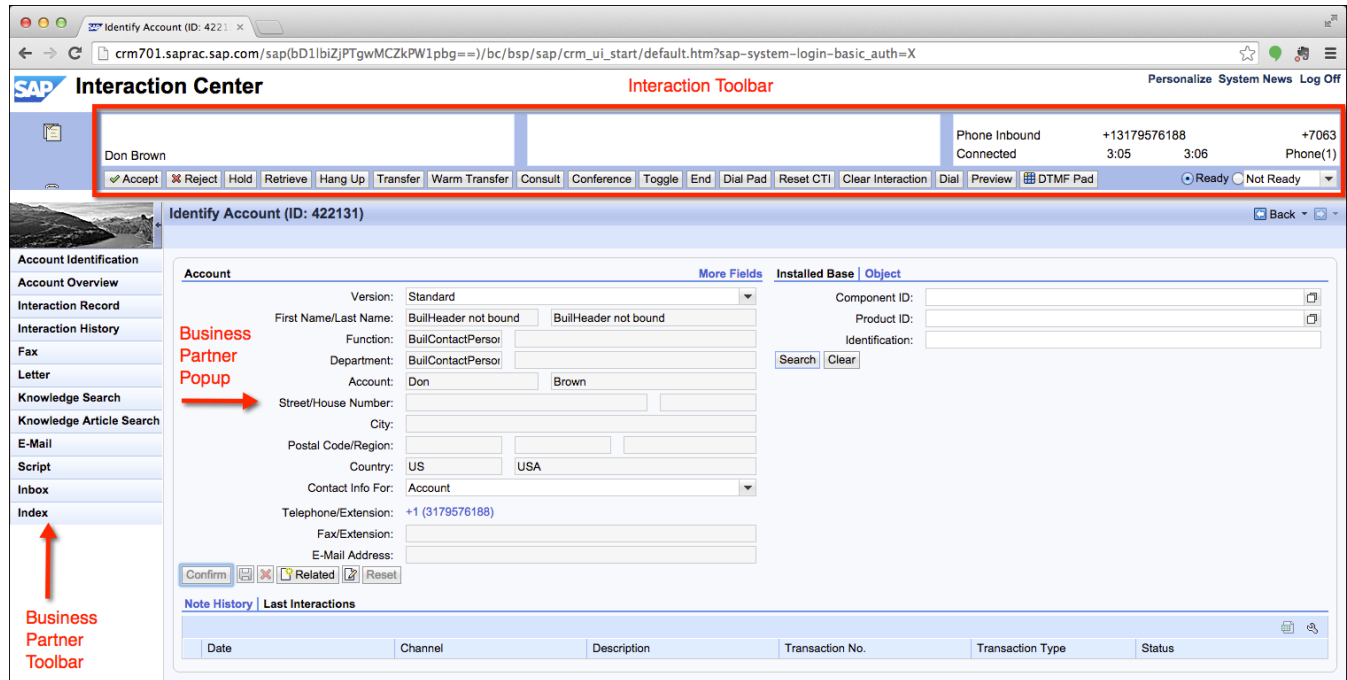 Identify Account (ID: 4221
crm701.saprac.sap.com/sap(bD1lbiZjPTgwMCZkPW1pbg==)/bc/bsp/sap/crm_ui_start/default.htm?sap-system-login-basic_auth=X
SAP Interaction Center
Interaction Toolbar
Personalize System News Log Off
Phone Inbound +13179576188 +7063
Don Brown
Connected 3:05 3:06 Phone(1)
Accept Reject Hold Retrieve Hang Up Transfer Warm Transfer Consult Conference Toggle End Dial Pad Reset CTI Clear Interaction Dial Preview DTMF Pad Ready Not Ready
Identify Account (ID: 422131)
Back
Account Identification
Account Overview
Interaction Record
Interaction History
Fax
Letter
Knowledge Search
Knowledge Article Search
E-Mail
Script
Inbox
Index
Business
Partner
Toolbar
Business
Partner
Popup
Account More Fields
Version: Standard
First Name/Last Name: BuilHeader not bound BuilHeader not bound
Function: BuilContactPerson
Department: BuilContactPerson
Account: Don Brown
Street/House Number:
City:
Postal Code/Region:
Country: US USA
Contact Info For: Account
Telephone/Extension: +1 (3179576188)
Fax/Extension:
E-Mail Address:
Confirm Related Reset
Installed Base Object
Component ID:
Product ID:
Identification:
Search Clear
Note History Last Interactions
Date Channel Description Transaction No. Transaction Type Status